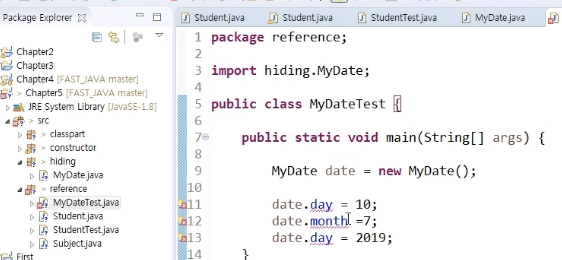 Package Explorer
Student.java
Student.java
StudentTest.java
MyDate.java
Chapter2
Chapter3
Chapter4 [FAST_JAVA master]
> Chapter5 [FAST_JAVA master]
JRE System Library [JavaSE-1.8]
> src
> classpart
> constructor
> hiding
MyDate.java
> reference
MyDateTest.java
Student.java
StudentTest.java
Subject.java
First
1 package reference;
2
3 import hiding.MyDate;
4
5 public class MyDateTest {
6
7 public static void main(String[] args) {
8
9 MyDate date = new MyDate();
10
11 date.day = 10;
12 date.month =7;
13 date.day = 2019;
14 }